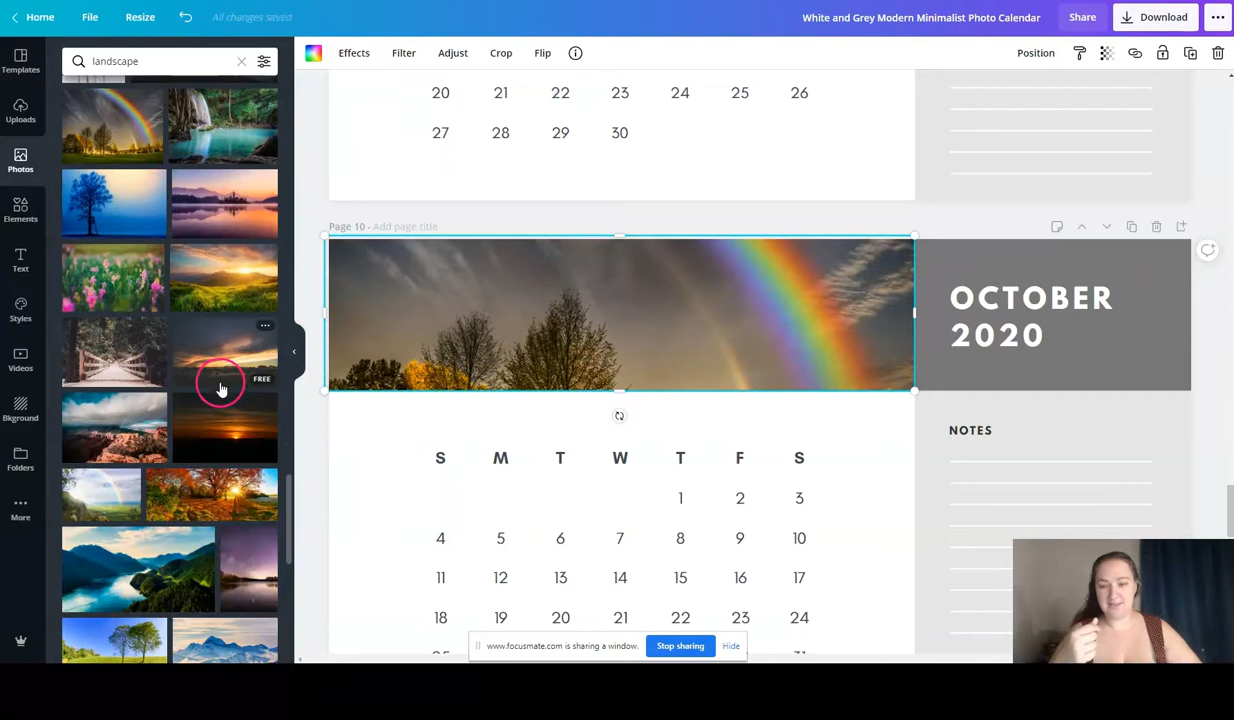 Home File Resize All changes saved White and Grey Modern Minimalist Photo Calendar Share Download
Templates
Uploads
Photos
Elements
Text
Styles
Videos
Bkground
Folders
More
landscape
FREE
Effects Filter Adjust Crop Flip Position
20 21 22 23 24 25 26
27 28 29 30
Page 10 - Add page title
OCTOBER
2020
NOTES
S M T W T F S
1 2 3
4 5 6 7 8 9 10
11 12 13 14 15 16 17
18 19 20 21 22 23 24
www.focusmate.com is sharing a window. Stop sharing Hide